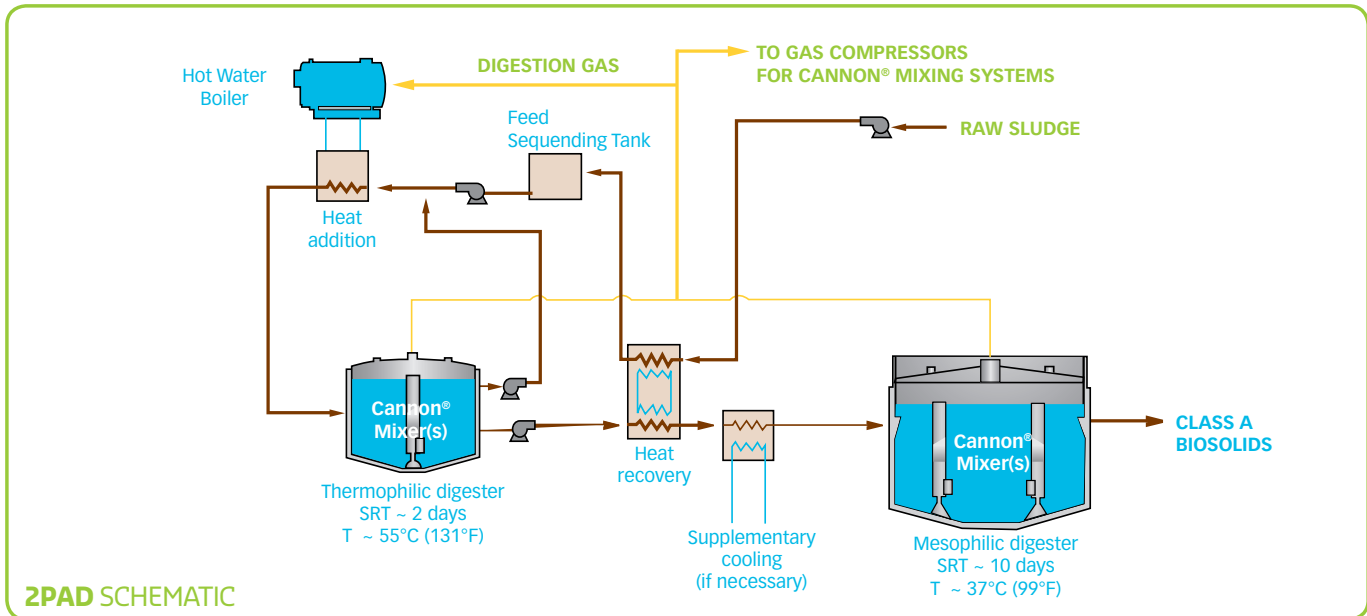 DIGESTION GAS
TO GAS COMPRESSORS
FOR CANNON® MIXING SYSTEMS
Hot Water
Boiler
Feed
Sequending Tank
RAW SLUDGE
Heat
addition
Cannon®
Mixer(s)
Thermophilic digester
SRT ~ 2 days
T ~ 55°C (131°F)
Heat
recovery
Supplementary
cooling
(if necessary)
Cannon®
Mixer(s)
Mesophilic digester
SRT ~ 10 days
T ~ 37°C (99°F)
CLASS A
BIOSOLIDS
2PAD SCHEMATIC